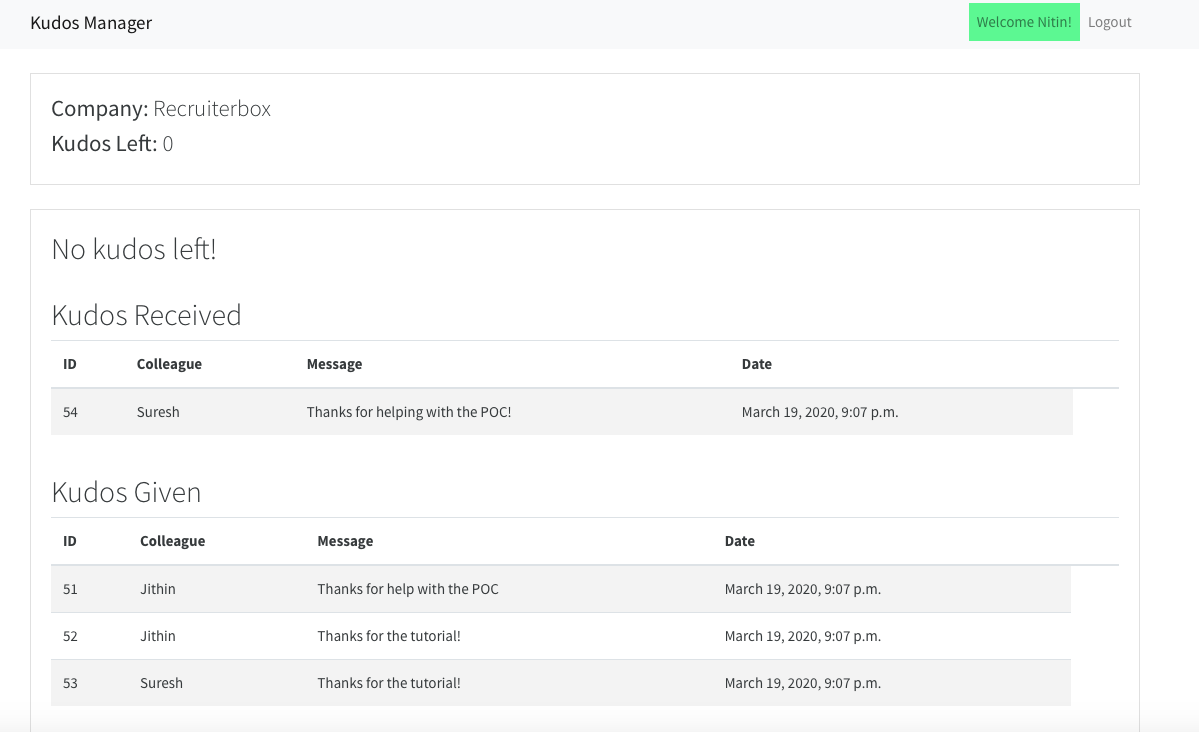 Kudos Manager Welcome Nitin! Logout
Company: Recruiterbox
Kudos Left: 0
No kudos left!
Kudos Received
ID Colleague Message Date
54 Suresh Thanks for helping with the POC! March 19, 2020, 9:07 p.m.
Kudos Given
ID Colleague Message Date
51 Jithin Thanks for help with the POC March 19, 2020, 9:07 p.m.
52 Jithin Thanks for the tutorial! March 19, 2020, 9:07 p.m.
53 Suresh Thanks for the tutorial! March 19, 2020, 9:07 p.m.